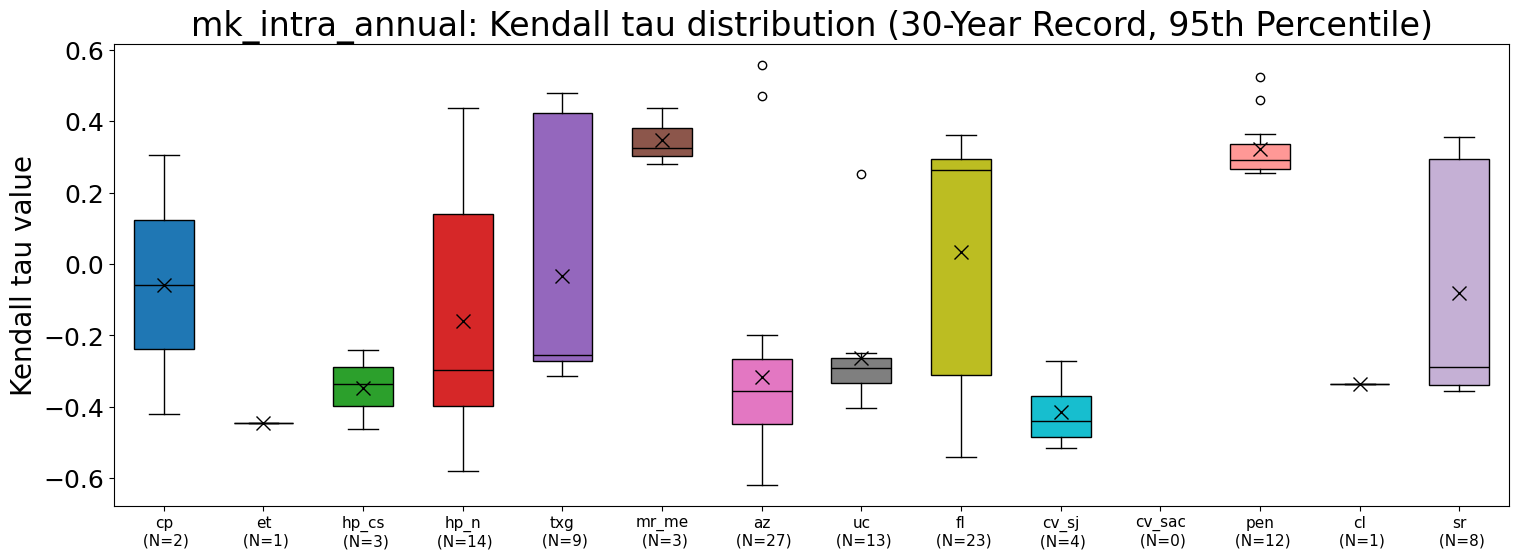 mk_intra_annual: Kendall tau distribution (30-Year Record, 95th Percentile)
Kendall tau value
0.6
0.4
0.2
0.0
−0.2
−0.4
−0.6
cp et hp_cs hp_n txg mr_me az uc fl cv_sj cv_sac pen cl sr
(N=2) (N=1) (N=3) (N=14) (N=9) (N=3) (N=27) (N=13) (N=23) (N=4) (N=0) (N=12) (N=1) (N=8)